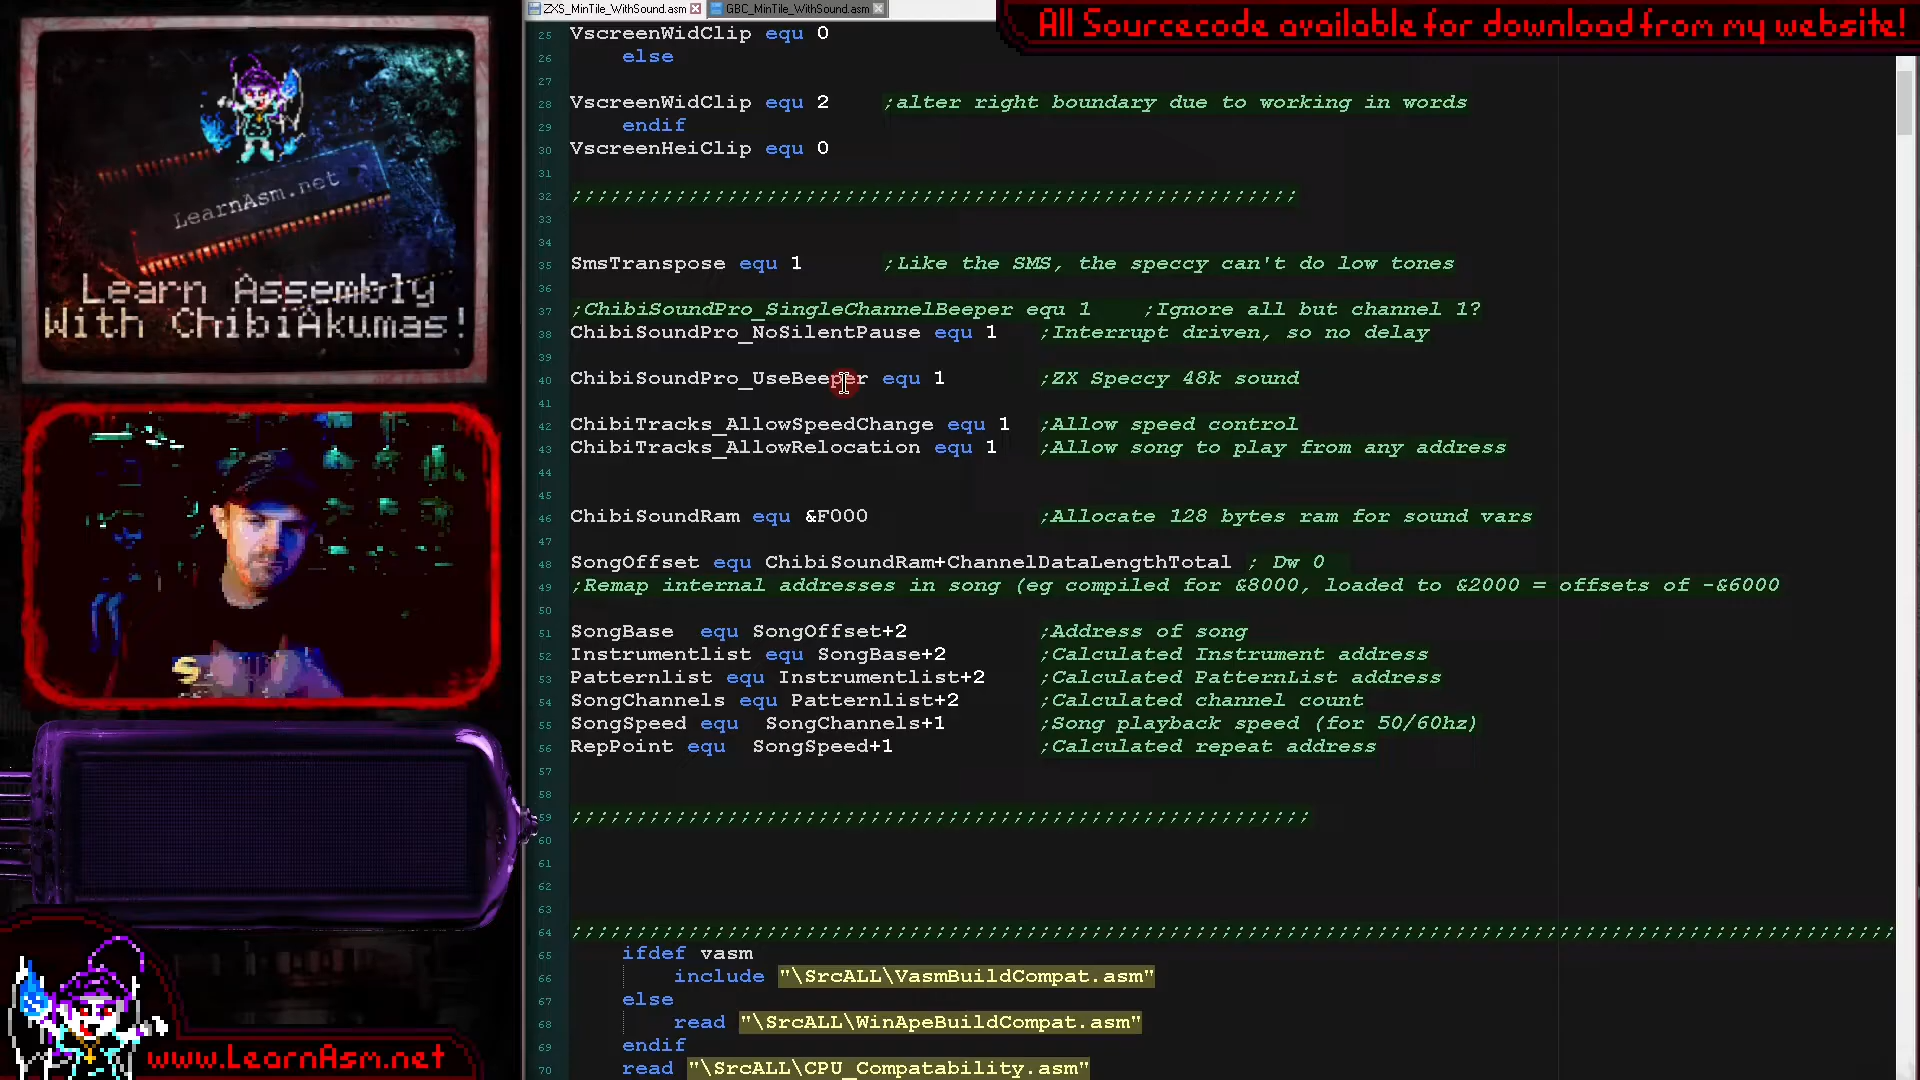 ZXS_MinTile_WithSound.asm
GBC_MinTile_WithSound.asm
All Sourcecode available for download from my website!
LearnAsm.net
Learn Assembly
With ChibiAkumas!
www.LearnAsm.net
25 VscreenWidClip equ 0
26 else
27
28 VscreenWidClip equ 2 ;alter right boundary due to working in words
29 endif
30 VscreenHeiClip equ 0
31
32 ;;;;;;;;;;;;;;;;;;;;;;;;;;;;;;;;;;;;;;;;;;;;;;;;;;;;;;;;
33
34
35 SmsTranspose equ 1 ;Like the SMS, the speccy can't do low tones
36
37 ;ChibiSoundPro_SingleChannelBeeper equ 1 ;Ignore all but channel 1?
38 ChibiSoundPro_NoSilentPause equ 1 ;Interrupt driven, so no delay
39
40 ChibiSoundPro_UseBeeper equ 1 ;ZX Speccy 48k sound
41
42 ChibiTracks_AllowSpeedChange equ 1 ;Allow speed control
43 ChibiTracks_AllowRelocation equ 1 ;Allow song to play from any address
44
45
46 ChibiSoundRam equ &F000 ;Allocate 128 bytes ram for sound vars
47
48 SongOffset equ ChibiSoundRam+ChannelDataLengthTotal ; Dw 0
49 ;Remap internal addresses in song (eg compiled for &8000, loaded to &2000 = offsets of -&6000
50
51 SongBase equ SongOffset+2 ;Address of song
52 Instrumentlist equ SongBase+2 ;Calculated Instrument address
53 Patternlist equ Instrumentlist+2 ;Calculated PatternList address
54 SongChannels equ Patternlist+2 ;Calculated channel count
55 SongSpeed equ SongChannels+1 ;Song playback speed (for 50/60hz)
56 RepPoint equ SongSpeed+1 ;Calculated repeat address
57
58
59 ;;;;;;;;;;;;;;;;;;;;;;;;;;;;;;;;;;;;;;;;;;;;;;;;;;;;;;;;;
60
61
62
63
64 ;;;;;;;;;;;;;;;;;;;;;;;;;;;;;;;;;;;;;;;;;;;;;;;;;;;;;;;;;;;;;;;;;;;;;;;;;;;;;;;;;;;;;;;;;;;;;;;;;;;;;;
65 ifdef vasm
66 include "\SrcALL\VasmBuildCompat.asm"
67 else
68 read "\SrcALL\WinApeBuildCompat.asm"
69 endif
70 read "\SrcALL\CPU_Compatability.asm"